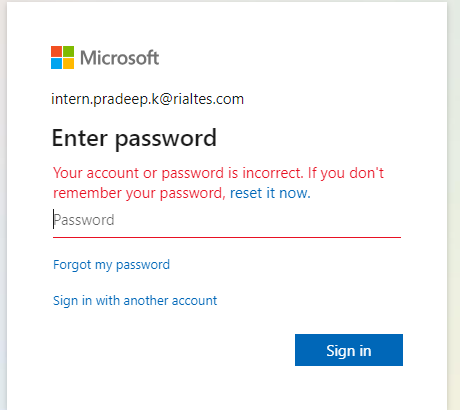 Microsoft
intern.pradeep.k@rialtes.com
Enter password
Your account or password is incorrect. If you don't
remember your password, reset it now.
Password
Forgot my password
Sign in with another account
Sign in